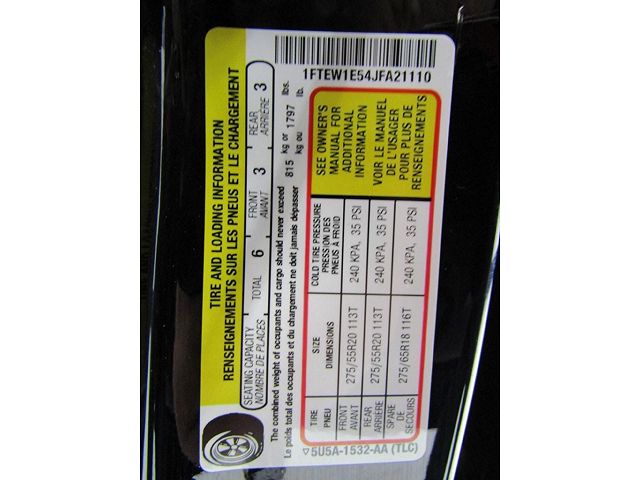 TIRE AND LOADING INFORMATION
RENSEIGNEMENTS SUR LES PNEUS ET LE CHARGEMENT
SEATING CAPACITY TOTAL 6 FRONT 3 REAR 3
NOMBRE DE PLACES AVANT ARRIÈRE
The combined weight of occupants and cargo should never exceed 815 kg or 1797 lbs.
Le poids total des occupants et du chargement ne doit jamais dépasser kg ou lb.
TIRE SIZE COLD TIRE PRESSURE
PNEU DIMENSIONS PRESSION DES PNEUS À FROID
FRONT 275/55R20 113T 240 KPA, 35 PSI
AVANT
REAR 275/55R20 113T 240 KPA, 35 PSI
ARRIÈRE
SPARE 275/65R18 116T 240 KPA, 35 PSI
DE
SECOURS
SEE OWNER'S
MANUAL FOR
ADDITIONAL
INFORMATION
VOIR LE MANUEL
DE L'USAGER
POUR PLUS DE
RENSEIGNEMENTS
5U5A-1532-AA (TLC)
1FTEW1E54JFA21110